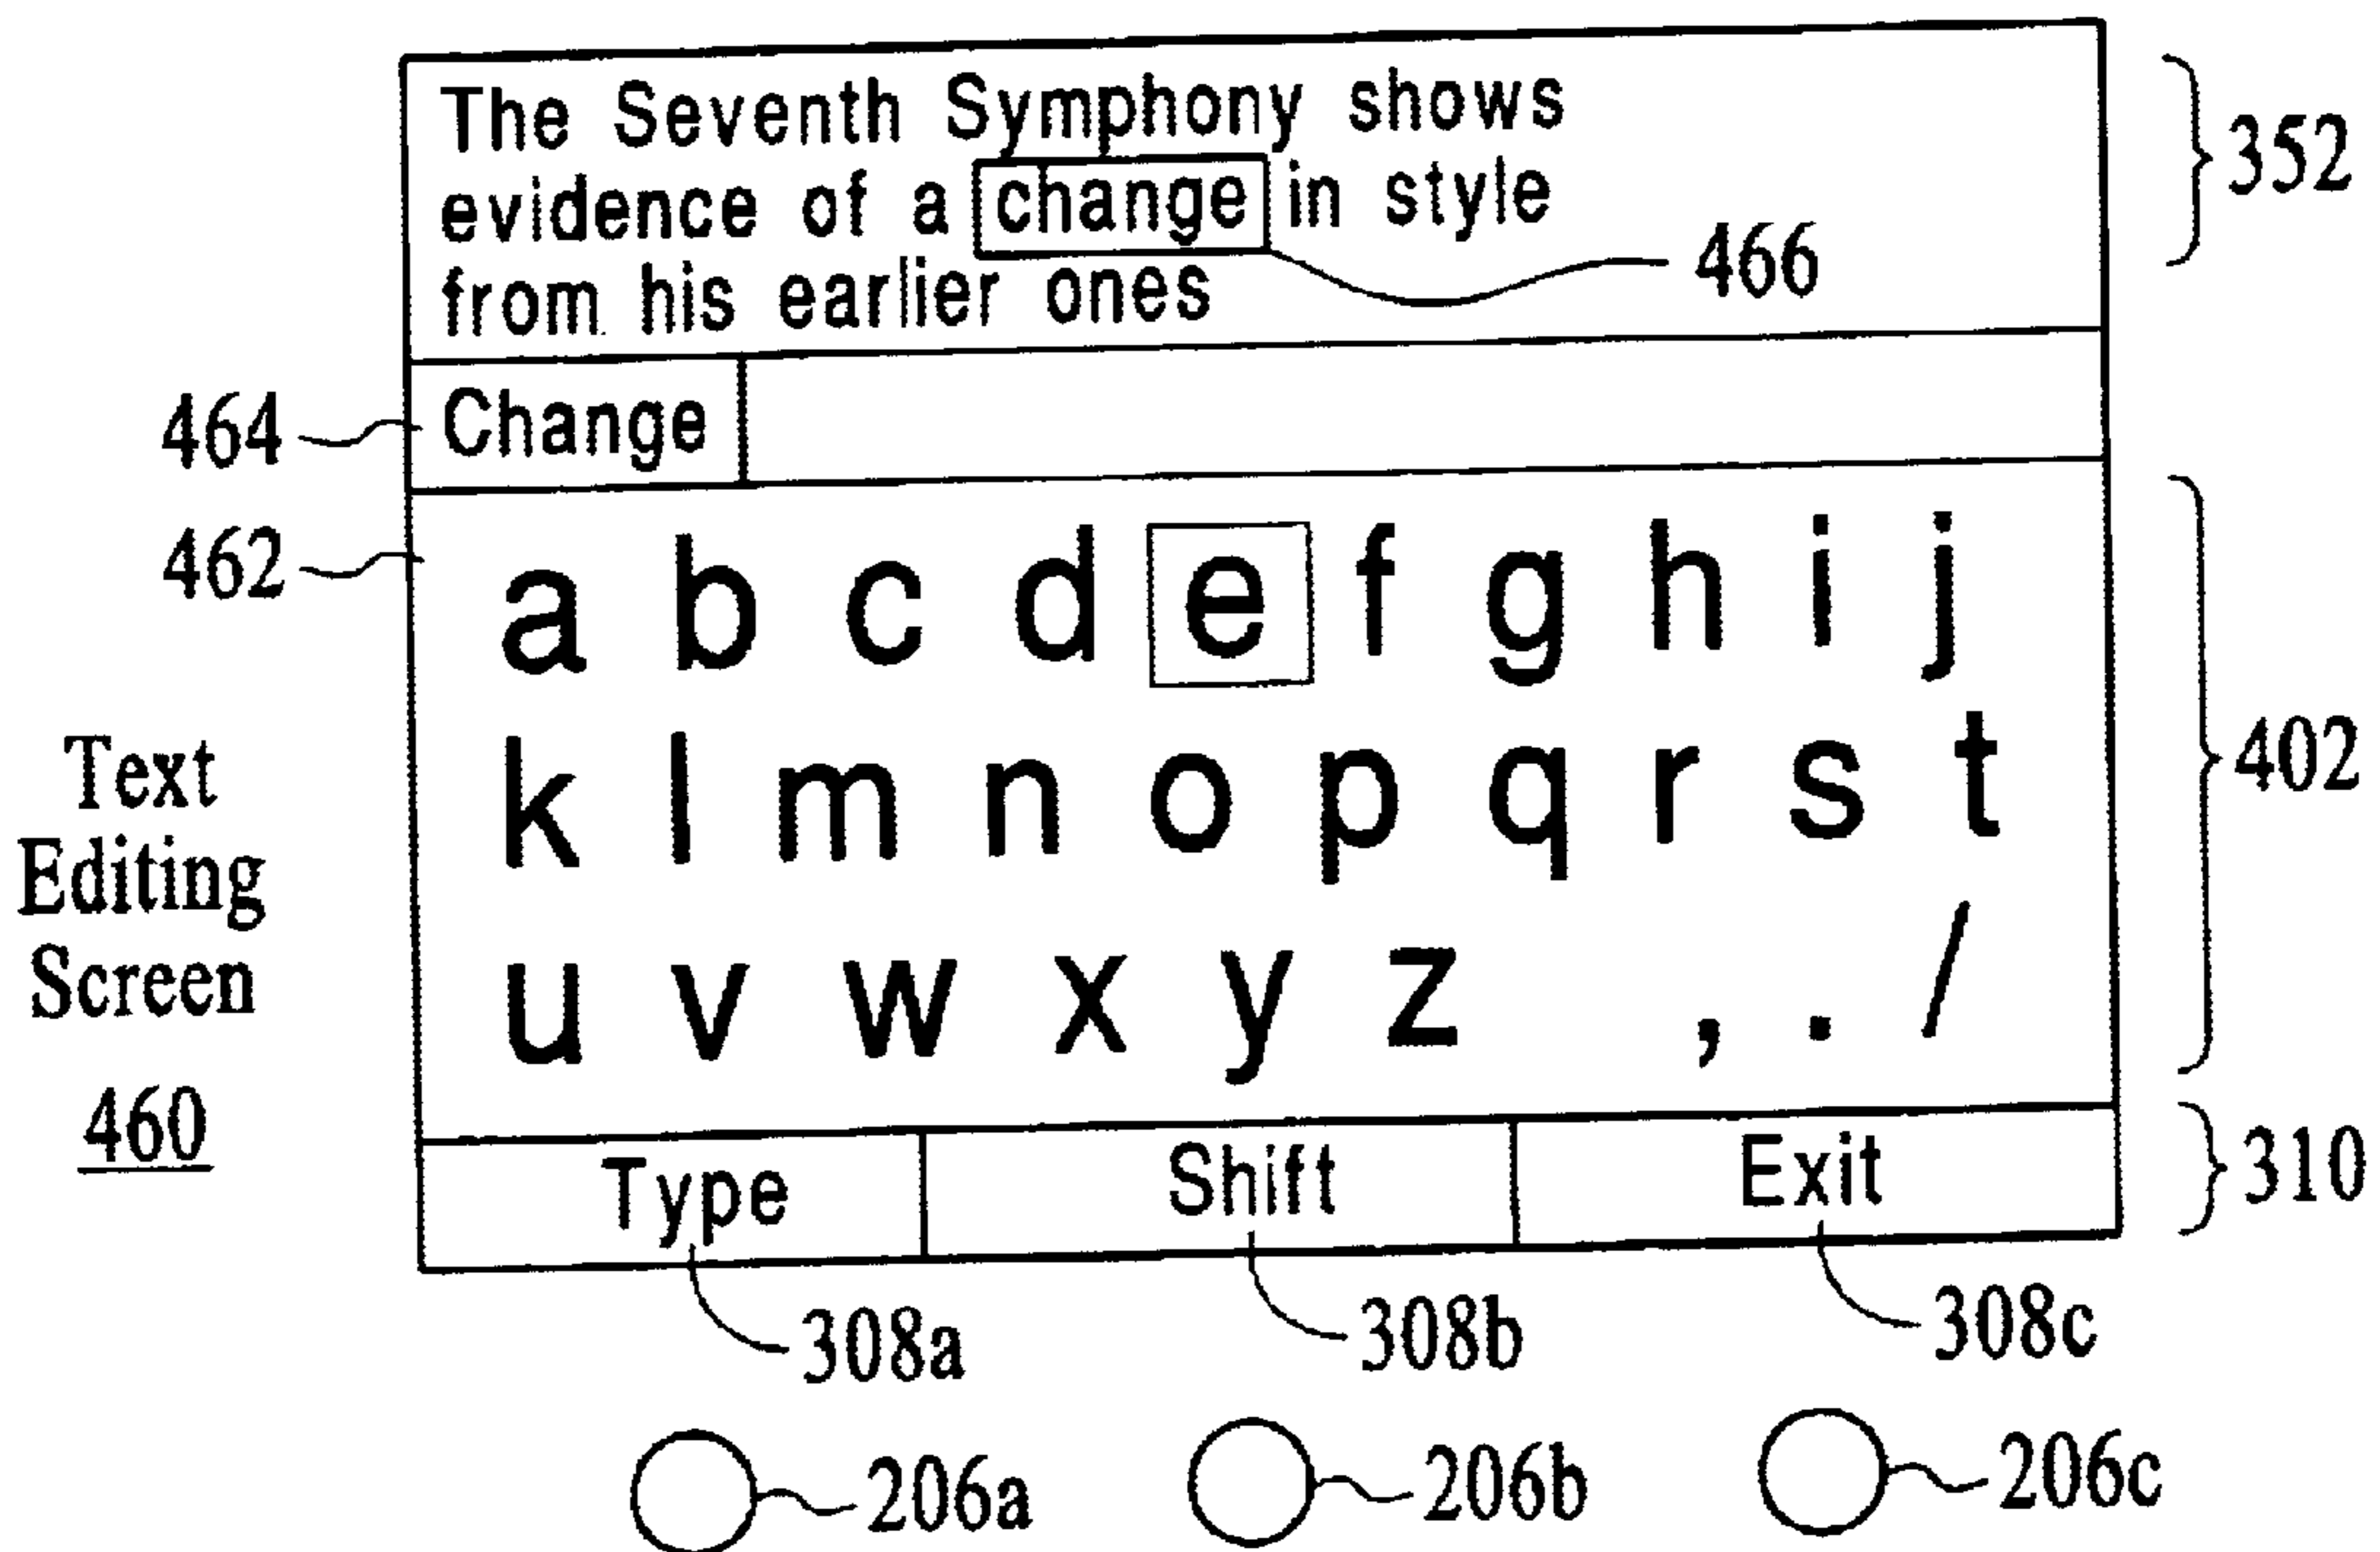 The Seventh Symphony shows
evidence of a change in style
from his earlier ones
352
466
464
Change
462
a b c d e f g h i j
k l m n o p q r s t
u v w x y z , . /
402
Text
Editing
Screen
460
Type Shift Exit
310
308a 308b 308c
206a 206b 206c